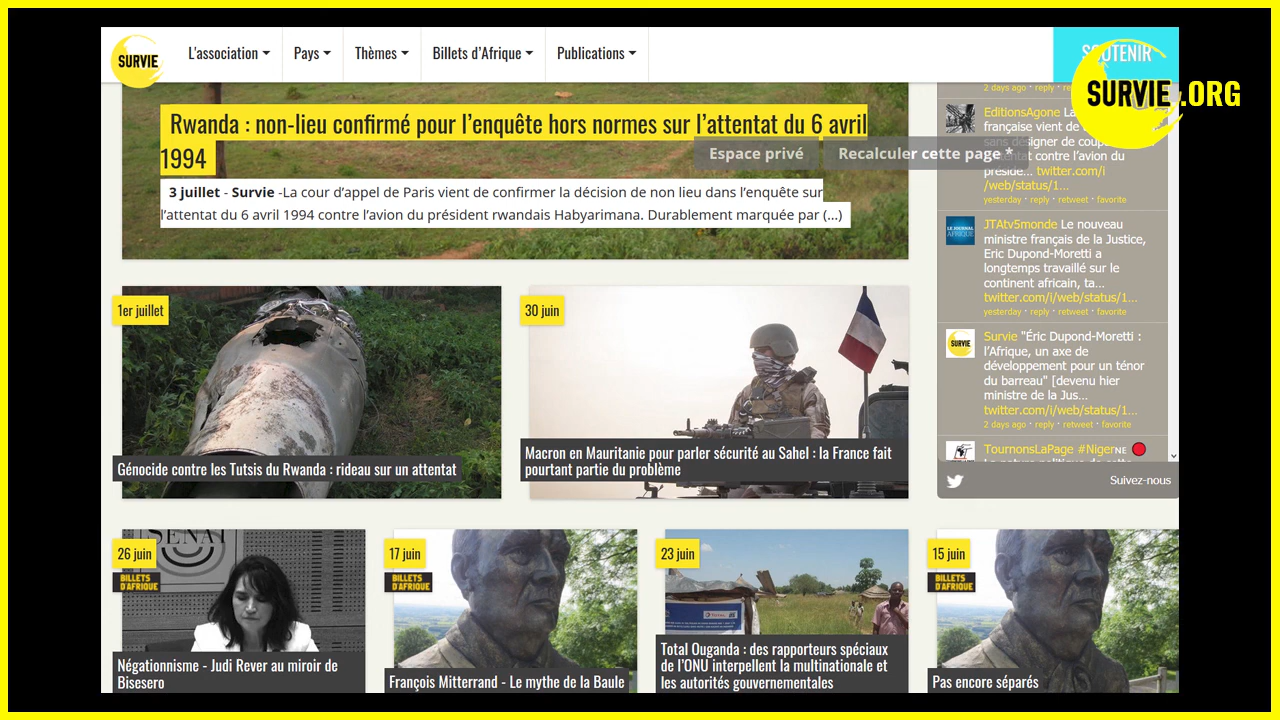 SURVIE
L'association
Pays
Thèmes
Billets d'Afrique
Publications
SOUTENIR
SURVIE.ORG
Rwanda : non-lieu confirmé pour l'enquête hors normes sur l'attentat du 6 avril
1994
Espace privé
Recalculer cette page *
3 juillet - Survie -La cour d'appel de Paris vient de confirmer la décision de non lieu dans l'enquête sur
l'attentat du 6 avril 1994 contre l'avion du président rwandais Habyarimana. Durablement marquée par (...)
2 days ago · reply
EditionsAgone La
française vient de
sans designer de
contre l'avion du
preside... twitter.com/i
/web/status/1...
yesterday · reply · retweet · favorite
LE JOURNAL
AFRIQUE
JTAtv5monde Le nouveau
ministre français de la Justice,
Eric Dupond-Moretti a
longtemps travaillé sur le
continent africain, ta...
twitter.com/i/web/status/1...
yesterday · reply · retweet · favorite
SURVIE
Survie "Éric Dupond-Moretti :
l'Afrique, un axe de
développement pour un ténor
du barreau" [devenu hier
ministre de la Jus...
twitter.com/i/web/status/1...
2 days ago · reply · retweet · favorite
TournonsLaPage #Niger
Suivez-nous
1er juillet
Génocide contre les Tutsis du Rwanda : rideau sur un attentat
30 juin
Macron en Mauritanie pour parler sécurité au Sahel : la France fait
pourtant partie du problème
26 juin
BILLETS
D'AFRIQUE
SENAT
Négationnisme - Judi Rever au miroir de
Bisesero
17 juin
BILLETS
D'AFRIQUE
François Mitterrand - Le mythe de la Baule
23 juin
TOTAL
Total Ouganda : des rapporteurs spéciaux
de l'ONU interpellent la multinationale et
les autorités gouvernementales
15 juin
BILLETS
D'AFRIQUE
Pas encore séparés